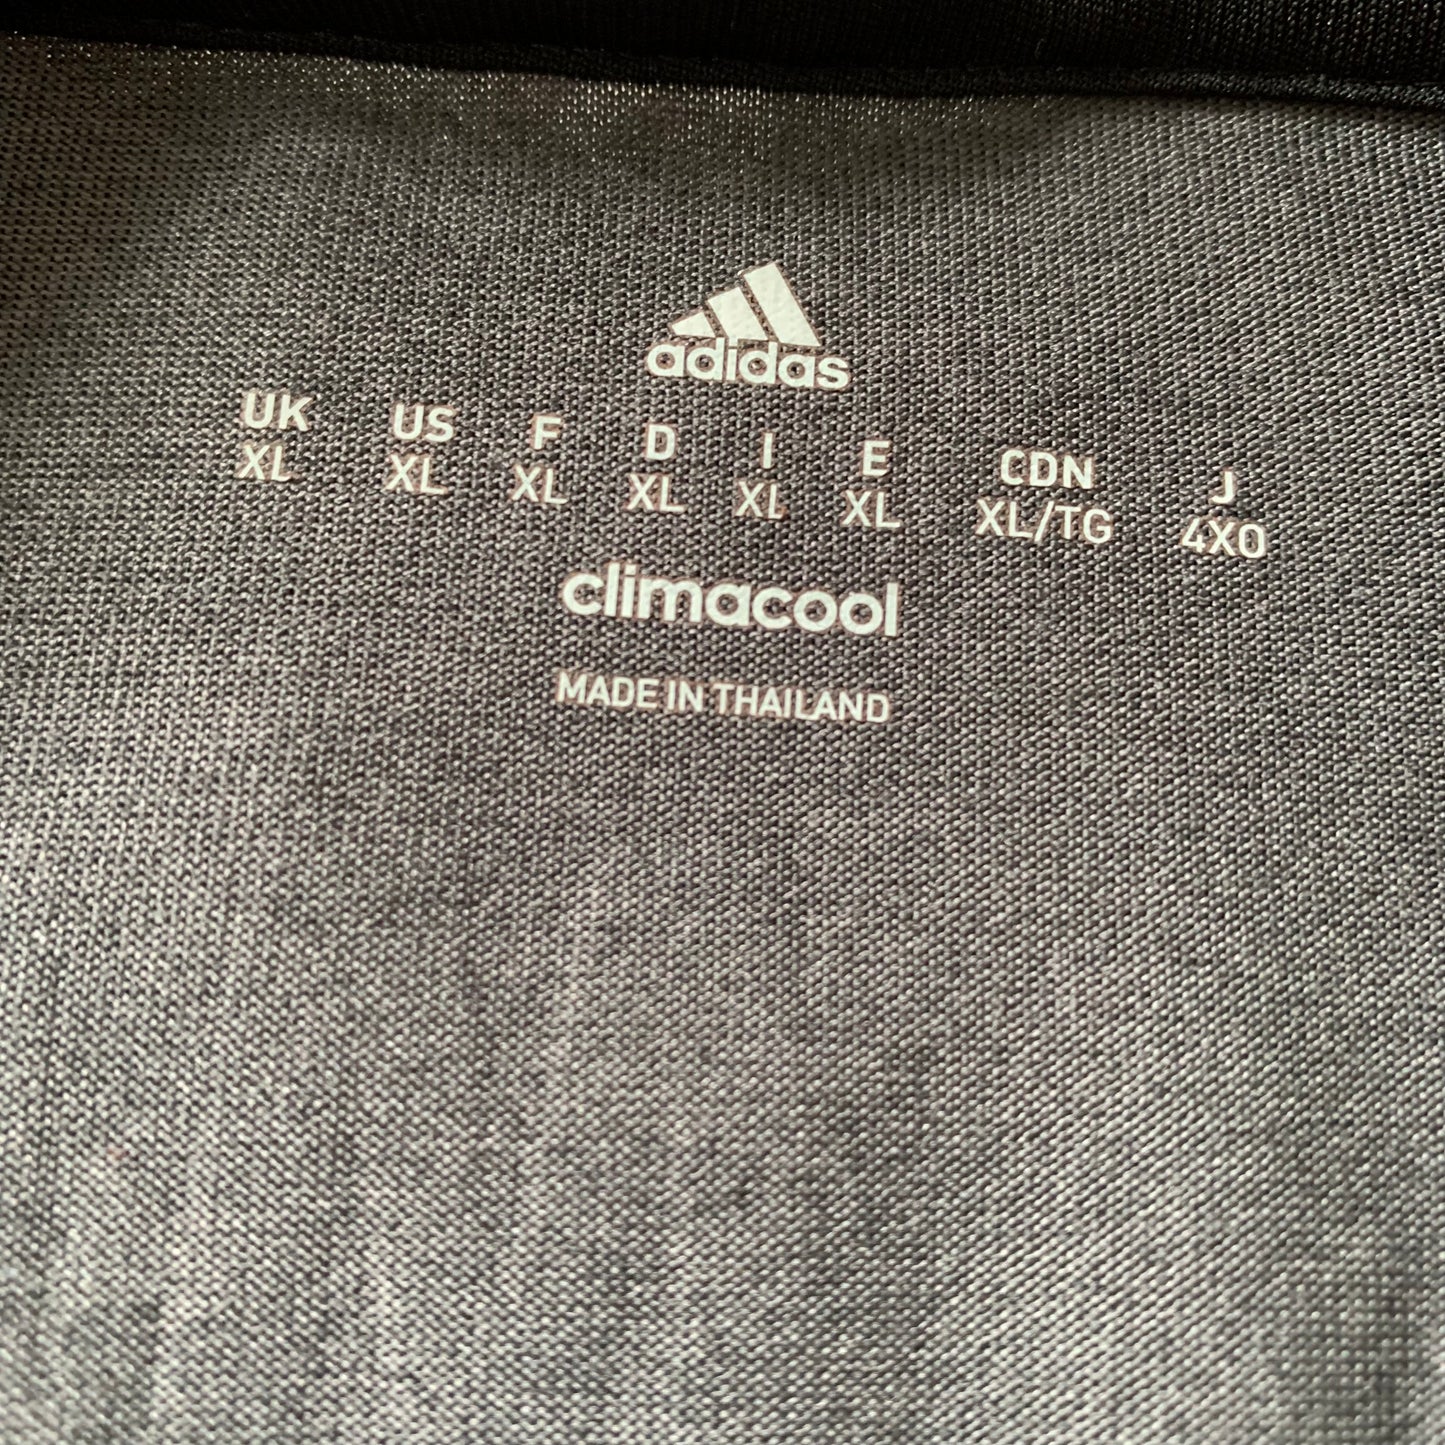 adidas
UK US F D I E CDN J
XL XL XL XL XL XL XL/TG 4XO
climacool
MADE IN THAILAND